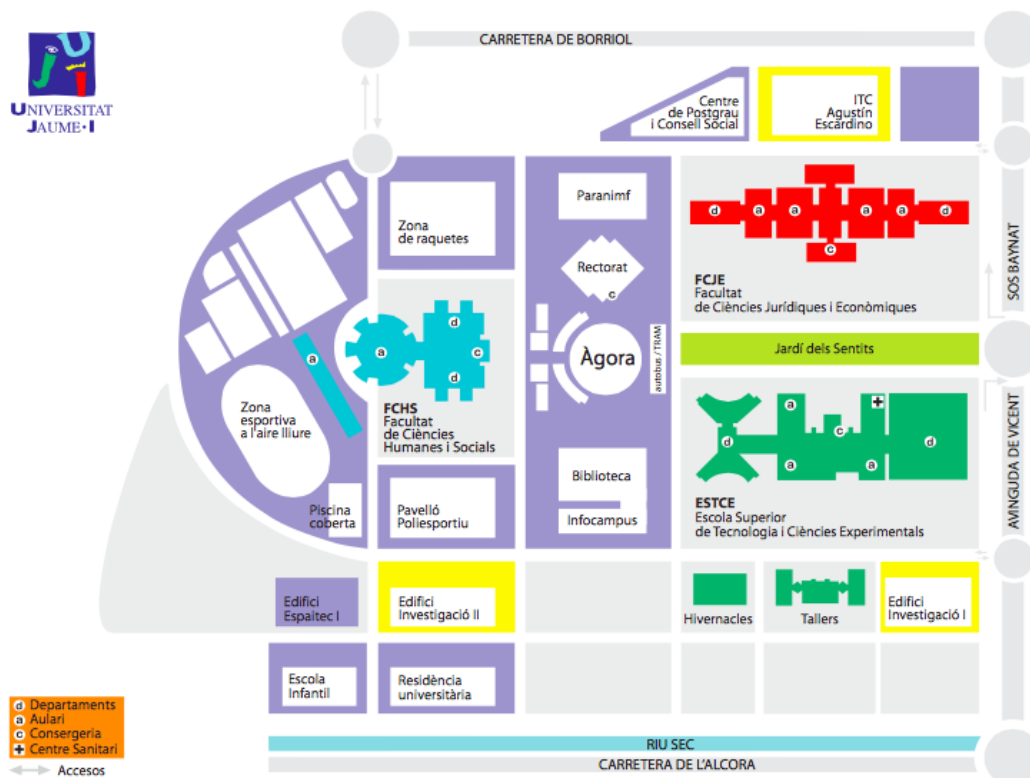 UNIVERSITAT
JAUME·I
CARRETERA DE BORRIOL
Centre
de Postgrau
i Consell Social
ITC
Agustín
Escardino
Zona
de raquetes
Paranimf
Rectorat
c
d
a
a
a
a
d
c
FCJE
Facultat
de Ciències Jurídiques i Econòmiques
SOS BAYNAT
AVINGUDA DE VICENT
a
a
d
c
d
FCHS
Facultat
de Ciències
Humanes i Socials
Àgora
autobus / TRAM
Jardí dels Sentits
Zona
esportiva
a l'aire lliure
Piscina
coberta
Pavelló
Poliesportiu
Biblioteca
Infocampus
a
c
d
d
a
a
ESTCE
Escola Superior
de Tecnologia i Ciències Experimentals
Edifici
Espaitec I
Edifici
Investigació II
Hivernacles
Tallers
Edifici
Investigació I
Escola
Infantil
Residència
universitària
d Departaments
a Aulari
c Consergeria
Centre Sanitari
Accesos
RIU SEC
CARRETERA DE L'ALCORA